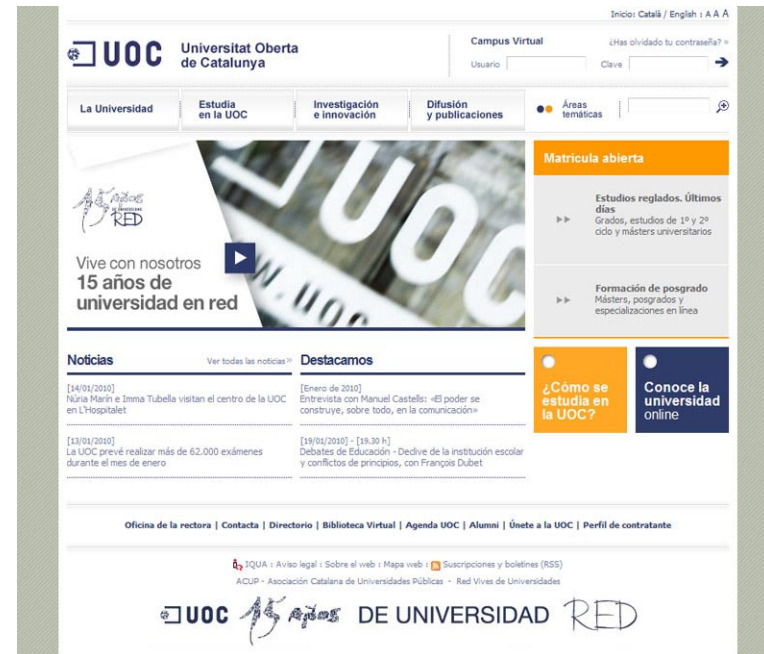 Inicio: Català / English : A A A
UOC
Universitat Oberta
de Catalunya
Campus Virtual
¿Has olvidado tu contraseña? »
Usuario
Clave
La Universidad
Estudia
en la UOC
Investigación
e innovación
Difusión
y publicaciones
Áreas
temáticas
15 años
DE UNIVERSIDAD
RED
Vive con nosotros
15 años de
universidad en red
UOC
w.uoc
Matrícula abierta
Estudios reglados. Últimos
días
Grados, estudios de 1º y 2º
ciclo y másters universitarios
Formación de posgrado
Másters, posgrados y
especializaciones en línea
Noticias
Ver todas las noticias»
[14/01/2010]
Núria Marín e Imma Tubella visitan el centro de la UOC
en L'Hospitalet
[13/01/2010]
La UOC prevé realizar más de 62.000 exámenes
durante el mes de enero
Destacamos
[Enero de 2010]
Entrevista con Manuel Castells: «El poder se
construye, sobre todo, en la comunicación»
[19/01/2010] - [19.30 h]
Debates de Educación - Declive de la institución escolar
y conflictos de principios, con François Dubet
¿Cómo se
estudia en
la UOC?
Conoce la
universidad
online
Oficina de la rectora | Contacta | Directorio | Biblioteca Virtual | Agenda UOC | Alumni | Únete a la UOC | Perfil de contratante
IQUA : Aviso legal : Sobre el web : Mapa web : Suscripciones y boletines (RSS)
ACUP - Asociación Catalana de Universidades Públicas - Red Vives de Universidades
UOC 15 años DE UNIVERSIDAD RED